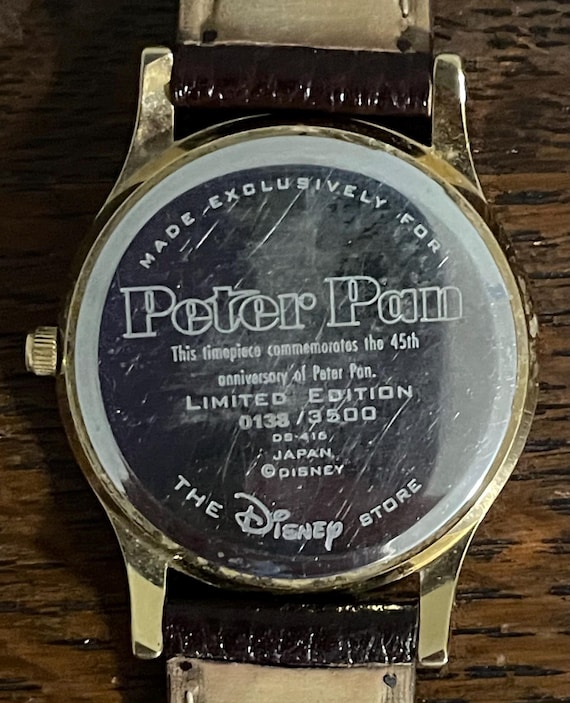 MADE EXCLUSIVELY FOR
Peter Pan
This timepiece commemorates the 45th
anniversary of Peter Pan.
LIMITED EDITION
0138/3500
DS-416
JAPAN
©DISNEY
THE Disney STORE